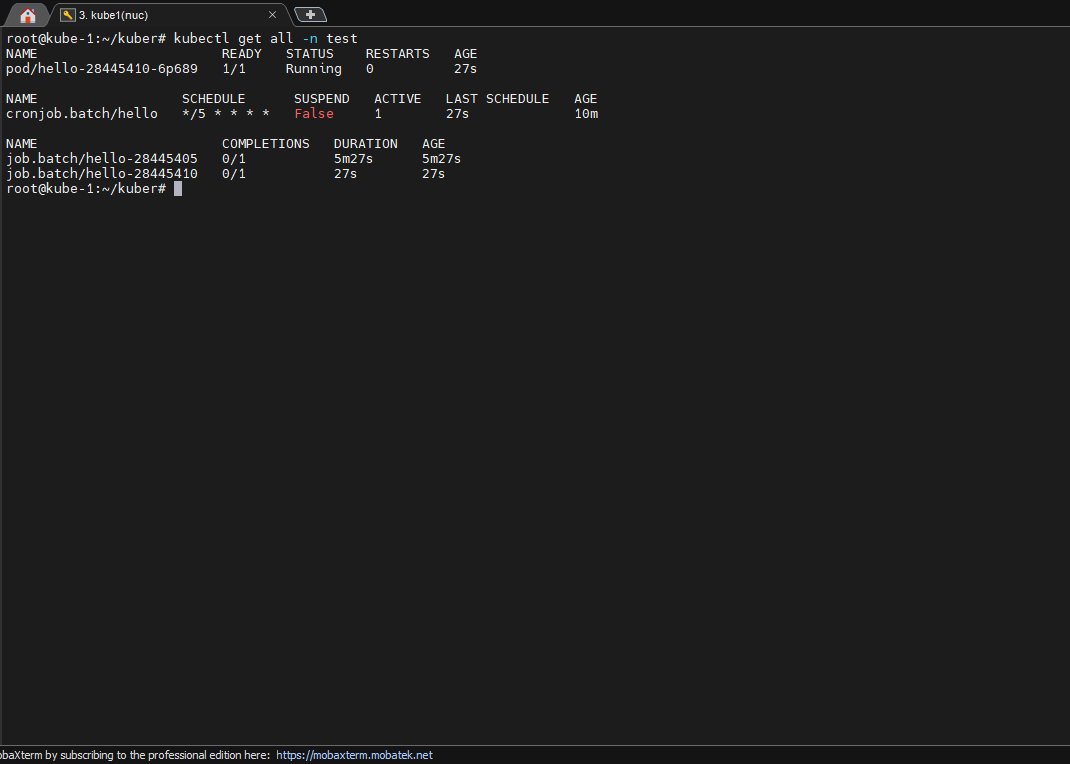 3. kube1(nuc)
root@kube-1:~/kuber# kubectl get all -n test
NAME                       READY   STATUS    RESTARTS   AGE
pod/hello-28445410-6p689   1/1     Running   0          27s
NAME                  SCHEDULE      SUSPEND   ACTIVE   LAST SCHEDULE   AGE
cronjob.batch/hello   */5 * * * *   False     1        27s             10m
NAME                       COMPLETIONS   DURATION   AGE
job.batch/hello-28445405   0/1           5m27s      5m27s
job.batch/hello-28445410   0/1           27s        27s
root@kube-1:~/kuber#
obaXterm by subscribing to the professional edition here: https://mobaxterm.mobatek.net